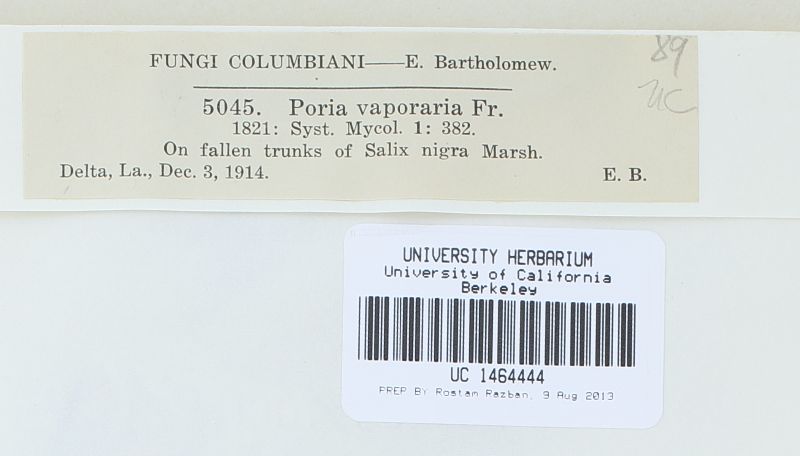 FUNGI COLUMBIANI——E. Bartholomew.
89
UC
5045. Poria vaporaria Fr.
1821: Syst. Mycol. 1: 382.
On fallen trunks of Salix nigra Marsh.
Delta, La., Dec. 3, 1914. E. B.
UNIVERSITY HERBARIUM
University of California
Berkeley
UC 1464444
PREP BY Rostam Razban, 9 Aug 2013